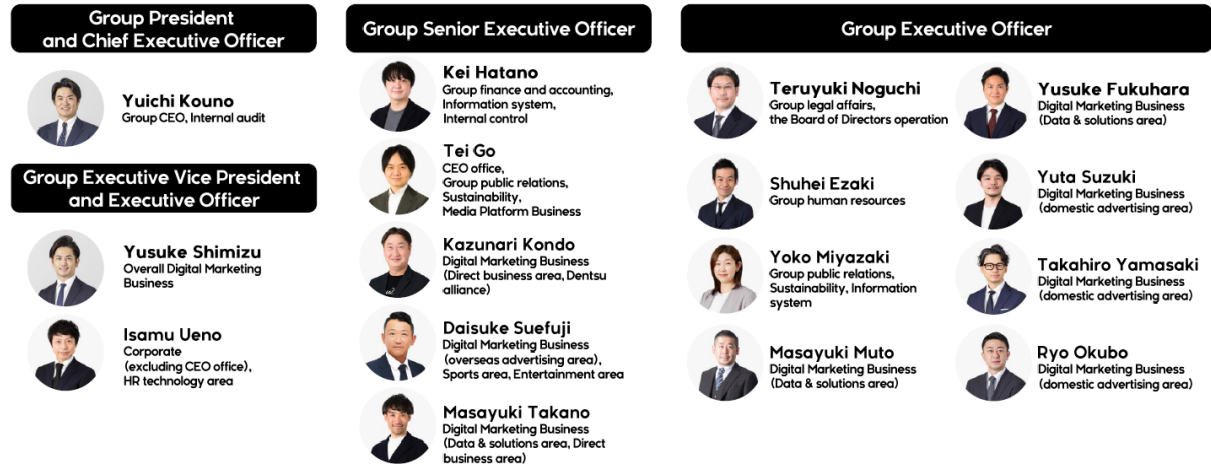 Group President
and Chief Executive Officer
Yuichi Kouno
Group CEO, Internal audit
Group Executive Vice President
and Executive Officer
Yusuke Shimizu
Overall Digital Marketing
Business
Isamu Ueno
Corporate
(excluding CEO office),
HR technology area
Group Senior Executive Officer
Kei Hatano
Group finance and accounting,
Information system,
Internal control
Tei Go
CEO office,
Group public relations,
Sustainability,
Media Platform Business
Kazunari Kondo
Digital Marketing Business
(Direct business area, Dentsu
alliance)
Daisuke Suefuji
Digital Marketing Business
(overseas advertising area),
Sports area, Entertainment area
Masayuki Takano
Digital Marketing Business
(Data & solutions area, Direct
business area)
Group Executive Officer
Teruyuki Noguchi
Group legal affairs,
the Board of Directors operation
Shuhei Ezaki
Group human resources
Yoko Miyazaki
Group public relations,
Sustainability, Information
system
Masayuki Muto
Digital Marketing Business
(Data & solutions area)
Yusuke Fukuhara
Digital Marketing Business
(Data & solutions area)
Yuta Suzuki
Digital Marketing Business
(domestic advertising area)
Takahiro Yamasaki
Digital Marketing Business
(domestic advertising area)
Ryo Okubo
Digital Marketing Business
(domestic advertising area)